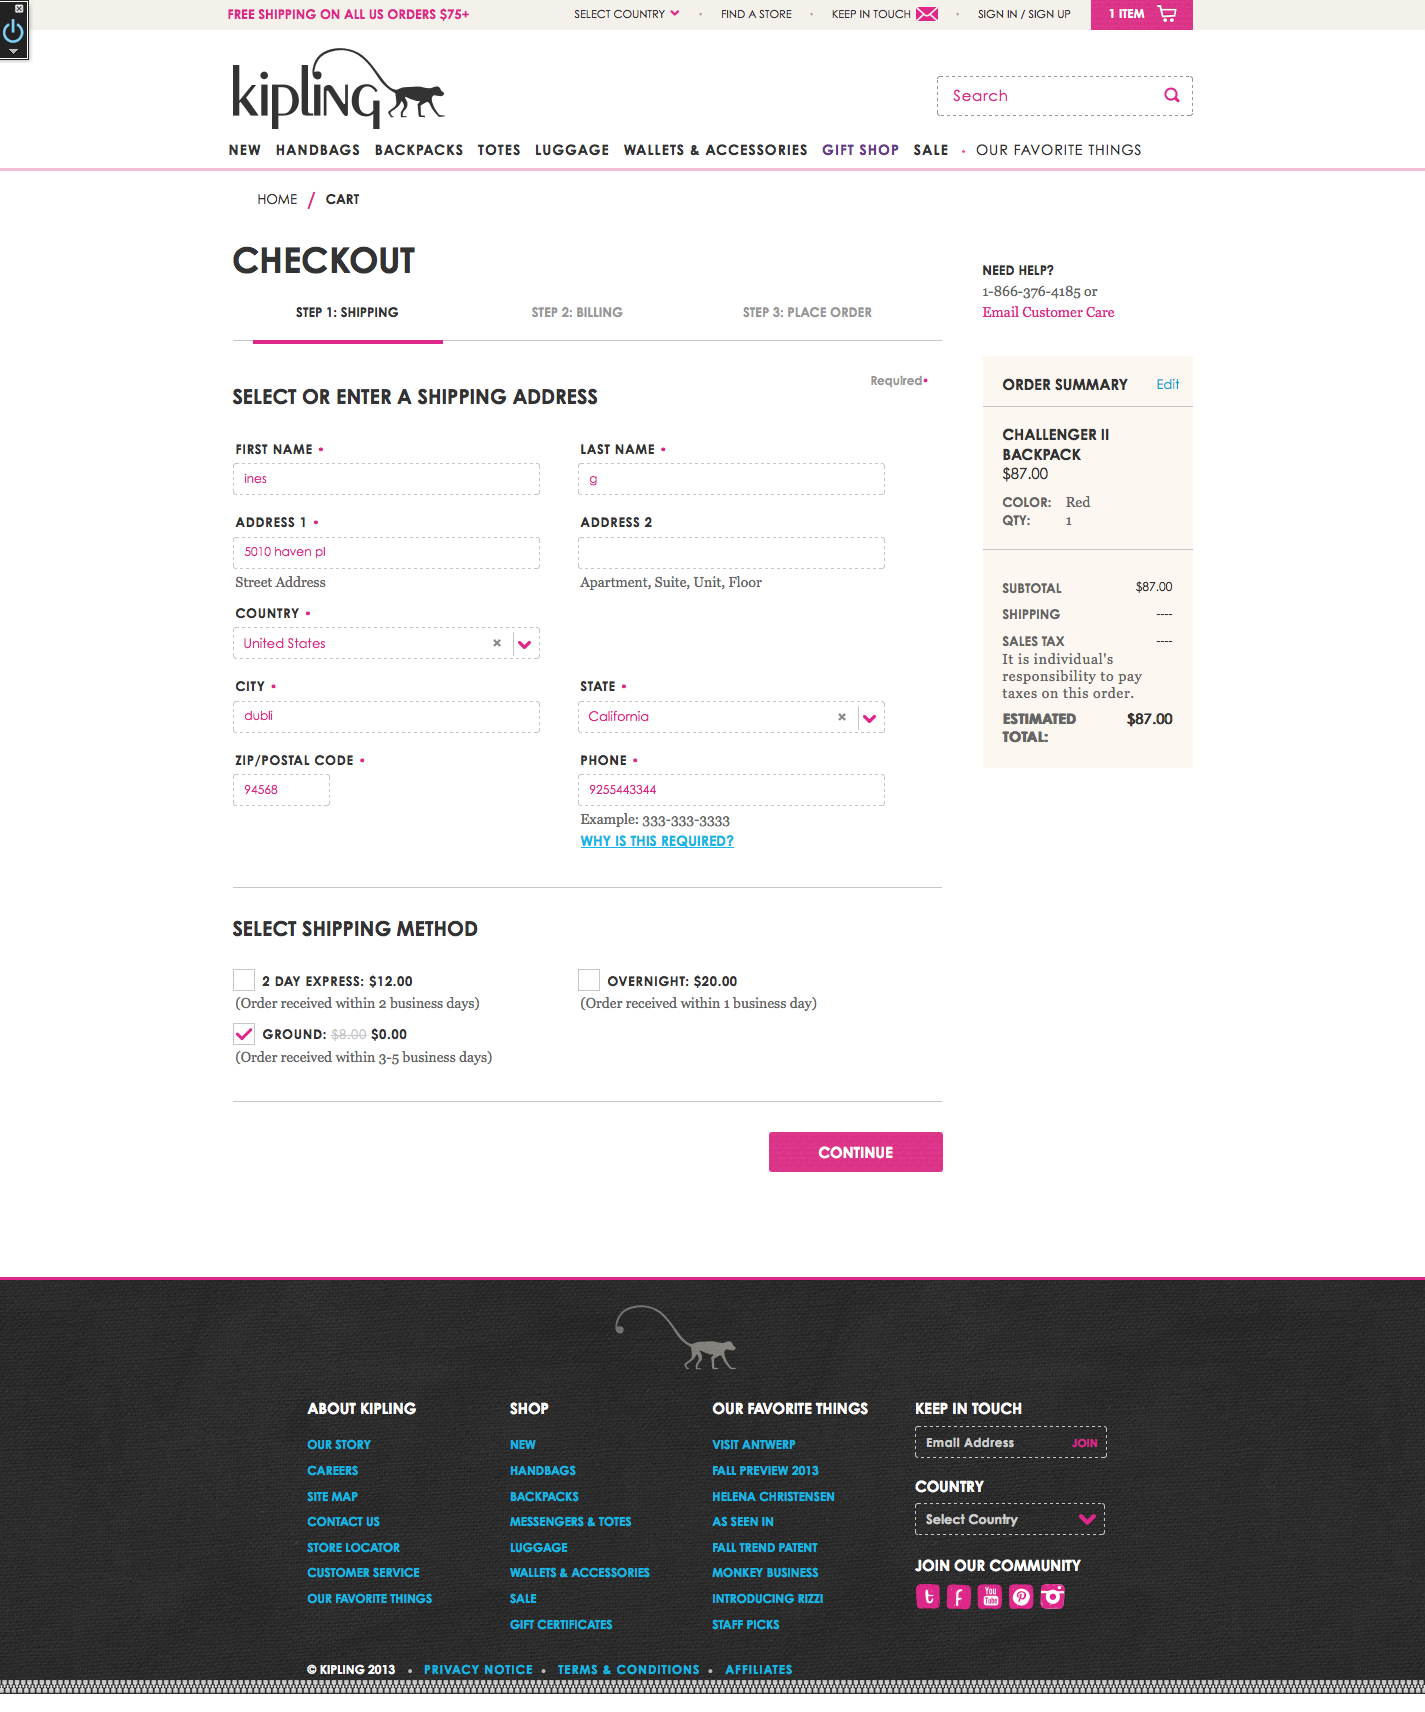 FREE SHIPPING ON ALL US ORDERS $75+
SELECT COUNTRY • FIND A STORE • KEEP IN TOUCH • SIGN IN / SIGN UP
1 ITEM
kipling
Search
NEW HANDBAGS BACKPACKS TOTES LUGGAGE WALLETS & ACCESSORIES GIFT SHOP SALE • OUR FAVORITE THINGS
HOME / CART
CHECKOUT
STEP 1: SHIPPING STEP 2: BILLING STEP 3: PLACE ORDER
NEED HELP?
1-866-376-4185 or
Email Customer Care
Required•
SELECT OR ENTER A SHIPPING ADDRESS
FIRST NAME • LAST NAME •
ines g
ADDRESS 1 • ADDRESS 2
5010 haven pl
Street Address Apartment, Suite, Unit, Floor
COUNTRY •
United States ×
CITY • STATE •
dubli California ×
ZIP/POSTAL CODE • PHONE •
94568 9255443344
Example: 333-333-3333
WHY IS THIS REQUIRED?
ORDER SUMMARY Edit
CHALLENGER II
BACKPACK
$87.00
COLOR: Red
QTY: 1
SUBTOTAL $87.00
SHIPPING ----
SALES TAX ----
It is individual's
responsibility to pay
taxes on this order.
ESTIMATED $87.00
TOTAL:
SELECT SHIPPING METHOD
2 DAY EXPRESS: $12.00 OVERNIGHT: $20.00
(Order received within 2 business days) (Order received within 1 business day)
GROUND: $8.00 $0.00
(Order received within 3-5 business days)
CONTINUE
ABOUT KIPLING
OUR STORY
CAREERS
SITE MAP
CONTACT US
STORE LOCATOR
CUSTOMER SERVICE
OUR FAVORITE THINGS
SHOP
NEW
HANDBAGS
BACKPACKS
MESSENGERS & TOTES
LUGGAGE
WALLETS & ACCESSORIES
SALE
GIFT CERTIFICATES
OUR FAVORITE THINGS
VISIT ANTWERP
FALL PREVIEW 2013
HELENA CHRISTENSEN
AS SEEN IN
FALL TREND PATENT
MONKEY BUSINESS
INTRODUCING RIZZI
STAFF PICKS
KEEP IN TOUCH
Email Address JOIN
COUNTRY
Select Country
JOIN OUR COMMUNITY
You Tube
© KIPLING 2013 • PRIVACY NOTICE • TERMS & CONDITIONS • AFFILIATES